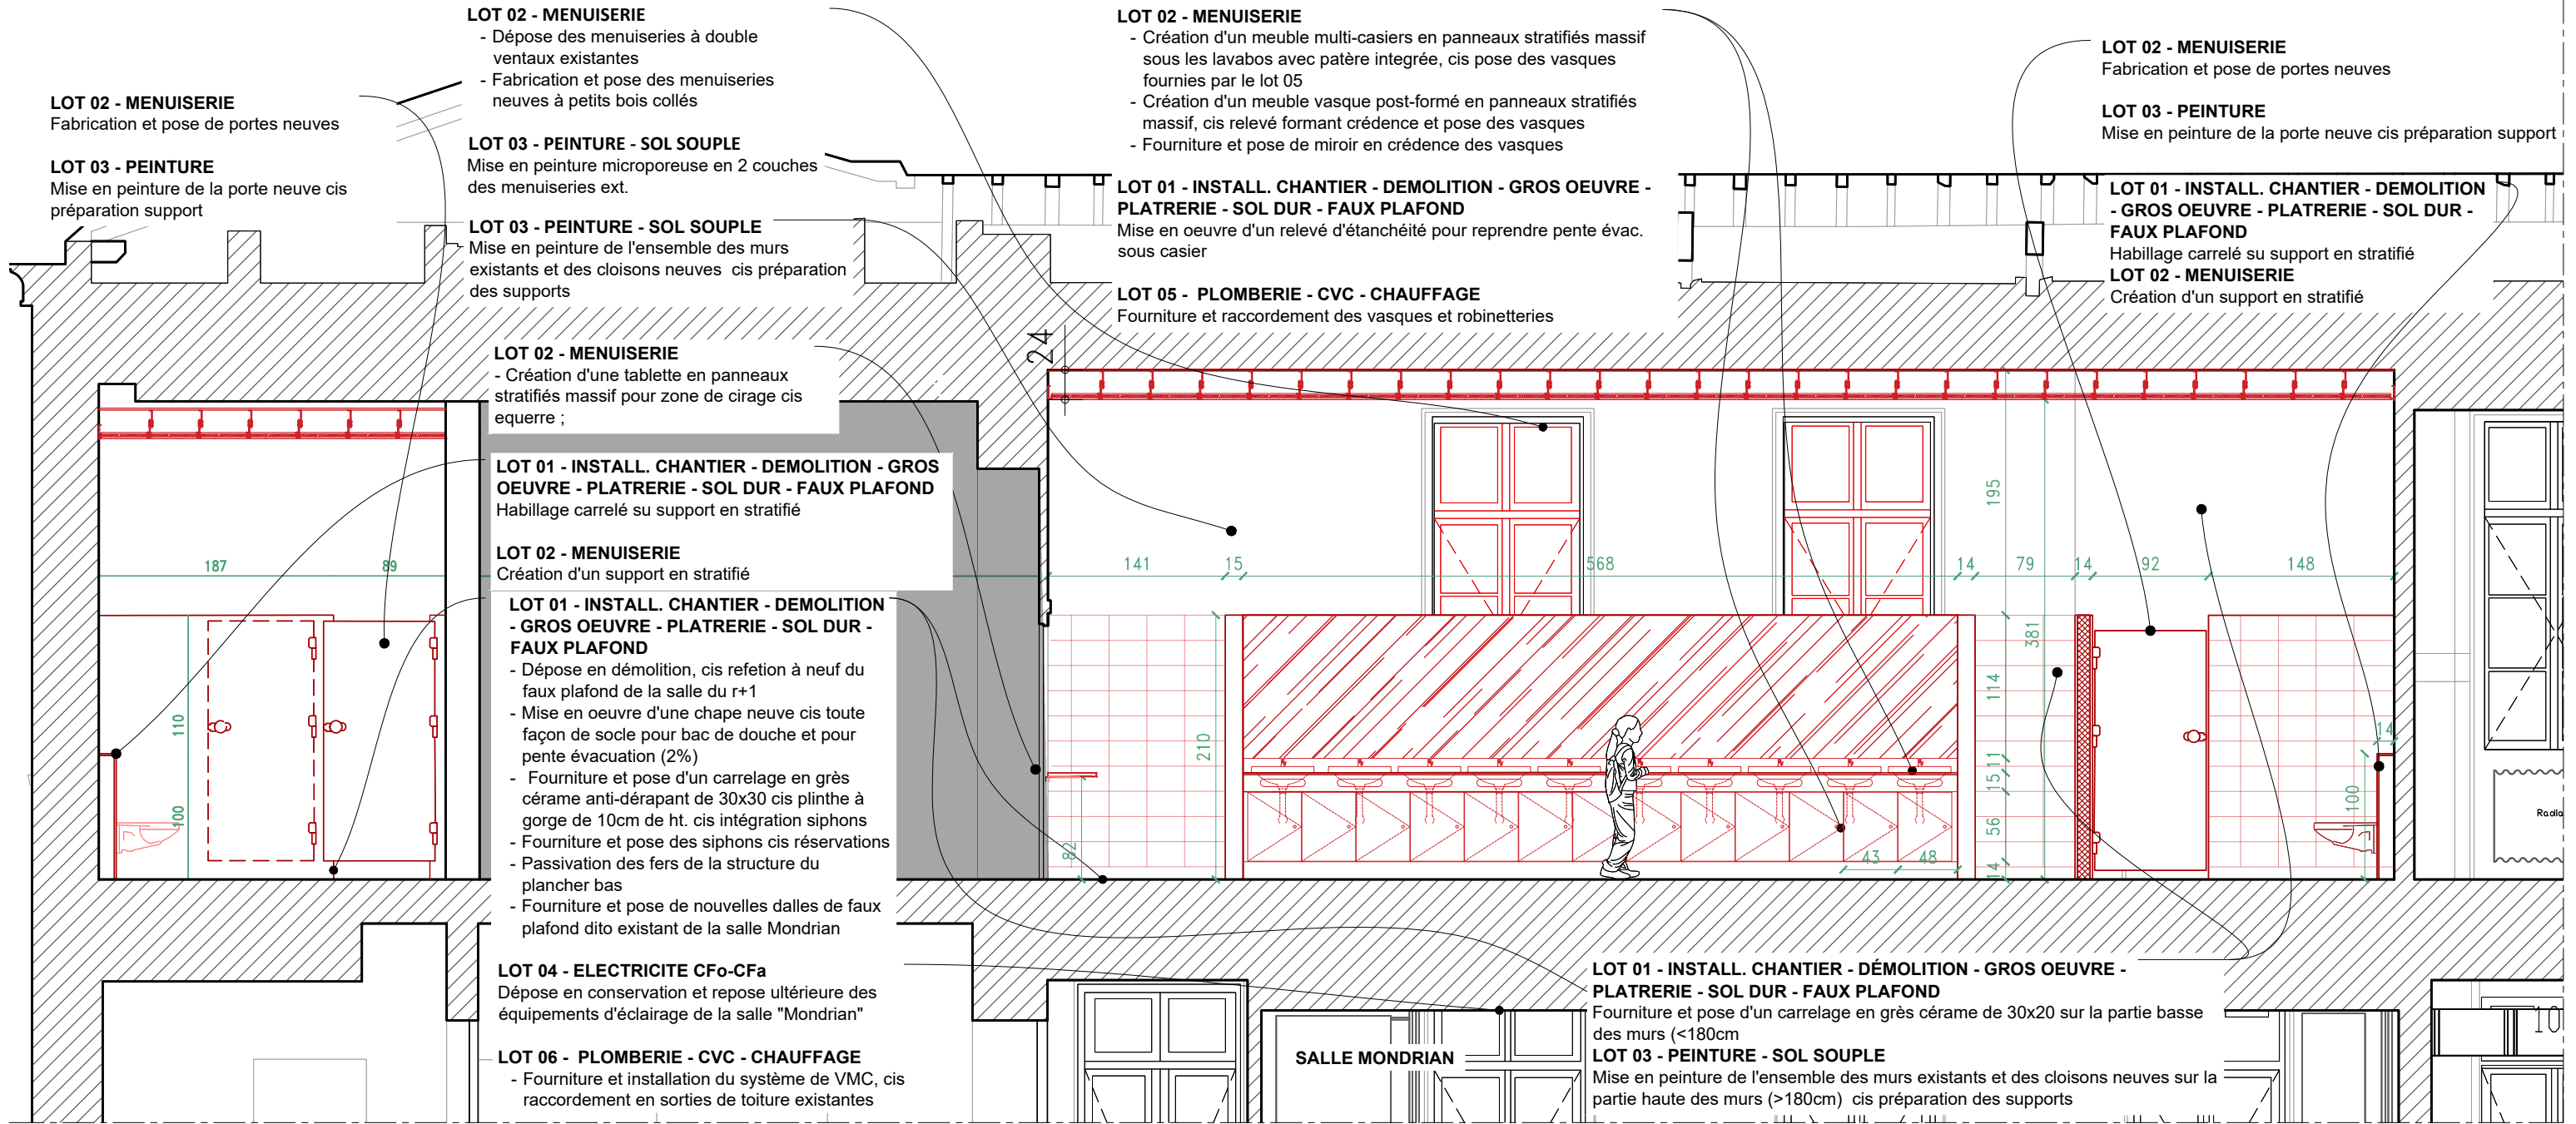 LOT 02 - MENUISERIE
Fabrication et pose de portes neuves
LOT 03 - PEINTURE
Mise en peinture de la porte neuve cis
préparation support
LOT 02 - MENUISERIE
- Dépose des menuiseries à double
ventaux existantes
- Fabrication et pose des menuiseries
neuves à petits bois collés
LOT 03 - PEINTURE - SOL SOUPLE
Mise en peinture microporeuse en 2 couches
des menuiseries ext.
LOT 03 - PEINTURE - SOL SOUPLE
Mise en peinture de l'ensemble des murs
existants et des cloisons neuves cis préparation
des supports
LOT 02 - MENUISERIE
- Création d'une tablette en panneaux
stratifiés massif pour zone de cirage cis
equerre ;
LOT 01 - INSTALL. CHANTIER - DEMOLITION - GROS
OEUVRE - PLATRERIE - SOL DUR - FAUX PLAFOND
Habillage carrelé su support en stratifié
LOT 02 - MENUISERIE
Création d'un support en stratifié
LOT 01 - INSTALL. CHANTIER - DEMOLITION
- GROS OEUVRE - PLATRERIE - SOL DUR -
FAUX PLAFOND
- Dépose en démolition, cis refetion à neuf du
faux plafond de la salle du r+1
- Mise en oeuvre d'une chape neuve cis toute
façon de socle pour bac de douche et pour
pente évacuation (2%)
- Fourniture et pose d'un carrelage en grès
cérame anti-dérapant de 30x30 cis plinthe à
gorge de 10cm de ht. cis intégration siphons
- Fourniture et pose des siphons cis réservations
- Passivation des fers de la structure du
plancher bas
- Fourniture et pose de nouvelles dalles de faux
plafond dito existant de la salle Mondrian
LOT 04 - ELECTRICITE CFo-CFa
Dépose en conservation et repose ultérieure des
équipements d'éclairage de la salle "Mondrian"
LOT 06 - PLOMBERIE - CVC - CHAUFFAGE
- Fourniture et installation du système de VMC, cis
raccordement en sorties de toiture existantes
LOT 02 - MENUISERIE
- Création d'un meuble multi-casiers en panneaux stratifiés massif
sous les lavabos avec patère integrée, cis pose des vasques
fournies par le lot 05
- Création d'un meuble vasque post-formé en panneaux stratifiés
massif, cis relevé formant crédence et pose des vasques
- Fourniture et pose de miroir en crédence des vasques
LOT 01 - INSTALL. CHANTIER - DEMOLITION - GROS OEUVRE -
PLATRERIE - SOL DUR - FAUX PLAFOND
Mise en oeuvre d'un relevé d'étanchéité pour reprendre pente évac.
sous casier
LOT 05 - PLOMBERIE - CVC - CHAUFFAGE
Fourniture et raccordement des vasques et robinetteries
LOT 02 - MENUISERIE
Fabrication et pose de portes neuves
LOT 03 - PEINTURE
Mise en peinture de la porte neuve cis préparation support
LOT 01 - INSTALL. CHANTIER - DEMOLITION
- GROS OEUVRE - PLATRERIE - SOL DUR -
FAUX PLAFOND
Habillage carrelé su support en stratifié
LOT 02 - MENUISERIE
Création d'un support en stratifié
24
187
89
110
100
141
15
568
14
79
14
92
148
195
381
114
11
15
56
14
210
82
43
48
14
100
Radia
SALLE MONDRIAN
LOT 01 - INSTALL. CHANTIER - DÉMOLITION - GROS OEUVRE -
PLATRERIE - SOL DUR - FAUX PLAFOND
Fourniture et pose d'un carrelage en grès cérame de 30x20 sur la partie basse
des murs (<180cm
LOT 03 - PEINTURE - SOL SOUPLE
Mise en peinture de l'ensemble des murs existants et des cloisons neuves sur la
partie haute des murs (>180cm) cis préparation des supports
10